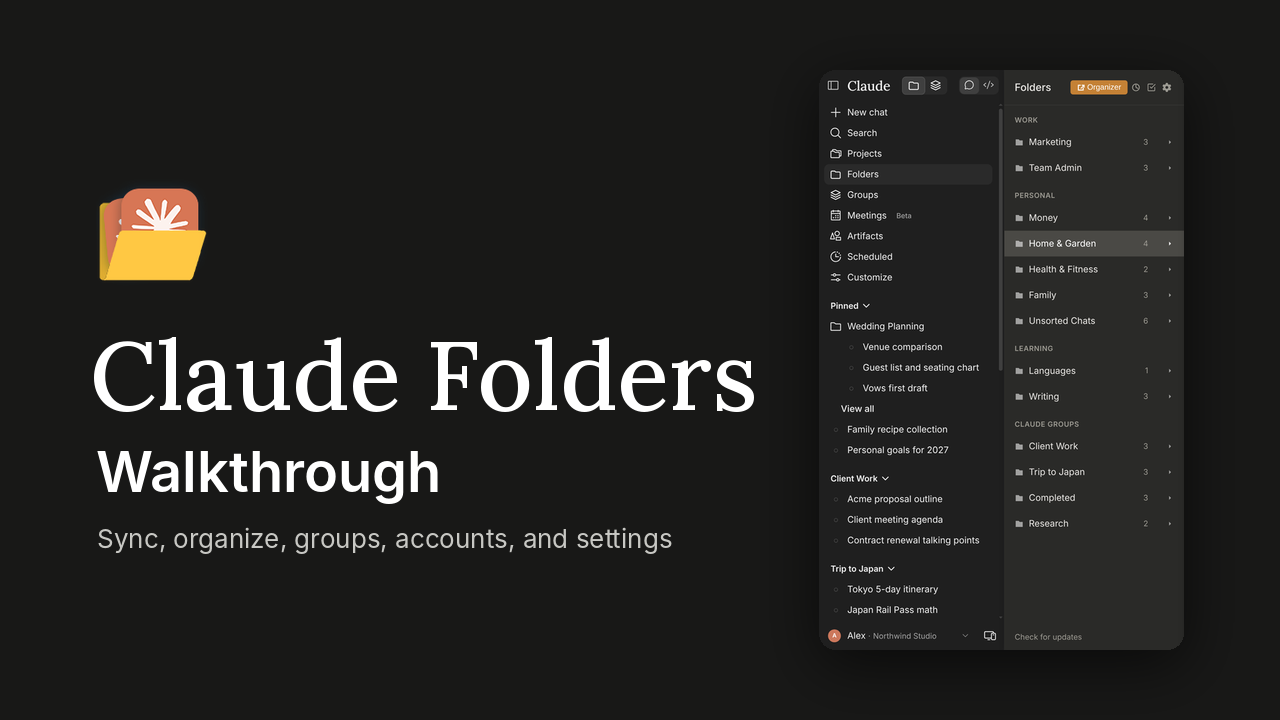 Claude Folders
Walkthrough
Sync, organize, groups, accounts, and settings
Claude
New chat
Search
Projects
Folders
Groups
Meetings Beta
Artifacts
Scheduled
Customize
Pinned
Wedding Planning
Venue comparison
Guest list and seating chart
Vows first draft
View all
Family recipe collection
Personal goals for 2027
Client Work
Acme proposal outline
Client meeting agenda
Contract renewal talking points
Trip to Japan
Tokyo 5-day itinerary
Japan Rail Pass math
A Alex · Northwind Studio
Folders Organizer
WORK
Marketing 3
Team Admin 3
PERSONAL
Money 4
Home & Garden 4
Health & Fitness 2
Family 3
Unsorted Chats 6
LEARNING
Languages 1
Writing 3
CLAUDE GROUPS
Client Work 3
Trip to Japan 3
Completed 3
Research 2
Check for updates